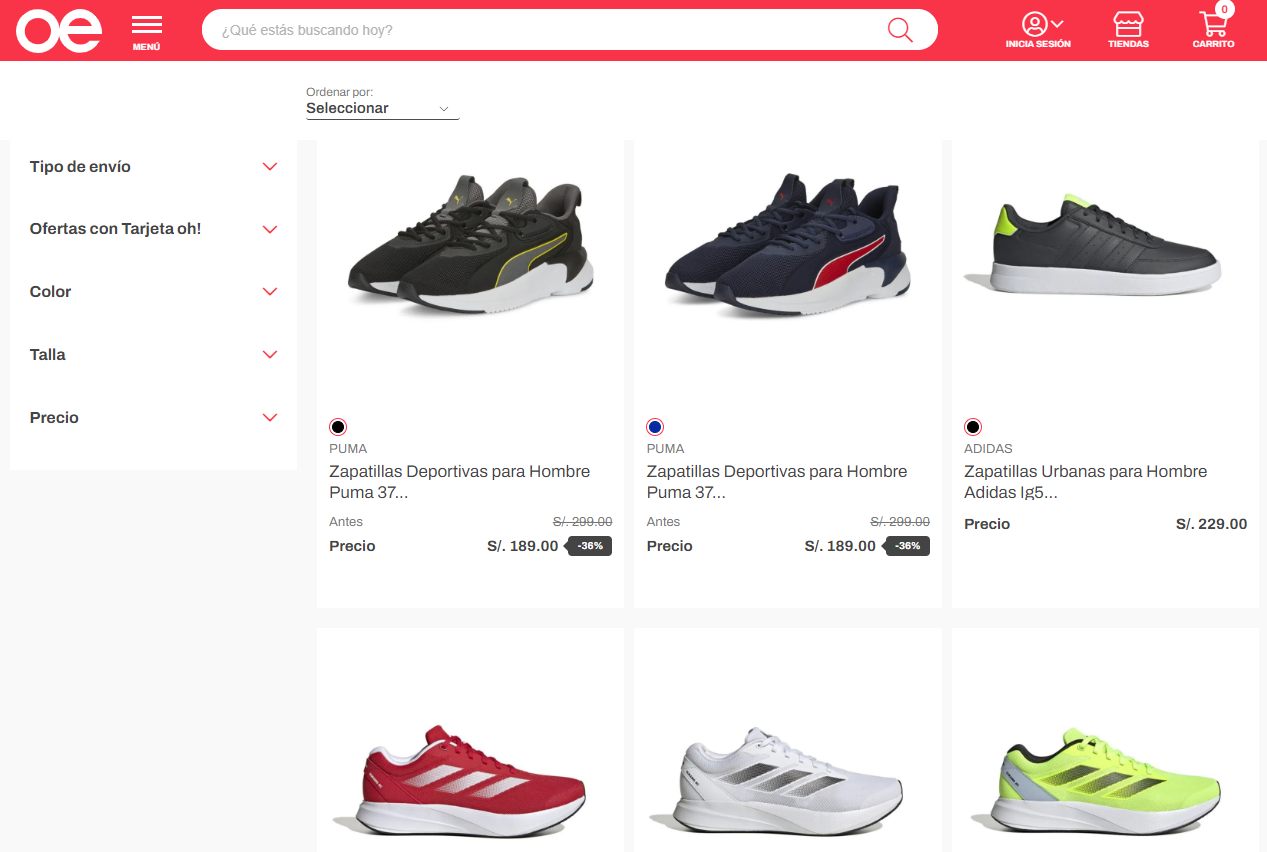 oe
MENÚ
¿Qué estás buscando hoy?
INICIA SESIÓN
TIENDAS
0
CARRITO
Ordenar por:
Seleccionar
Tipo de envío
Ofertas con Tarjeta oh!
Color
Talla
Precio
PUMA
Zapatillas Deportivas para Hombre
Puma 37...
Antes S/. 299.00
Precio S/. 189.00 -36%
PUMA
Zapatillas Deportivas para Hombre
Puma 37...
Antes S/. 299.00
Precio S/. 189.00 -36%
ADIDAS
Zapatillas Urbanas para Hombre
Adidas Ig5...
Precio S/. 229.00